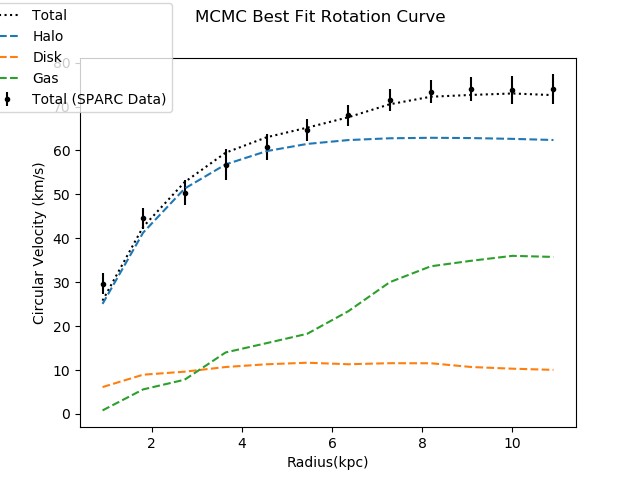 MCMC Best Fit Rotation Curve
Total
Halo
Disk
Gas
Total (SPARC Data)
80
70
60
50
40
30
20
10
0
Circular Velocity (km/s)
2
4
6
8
10
Radius(kpc)